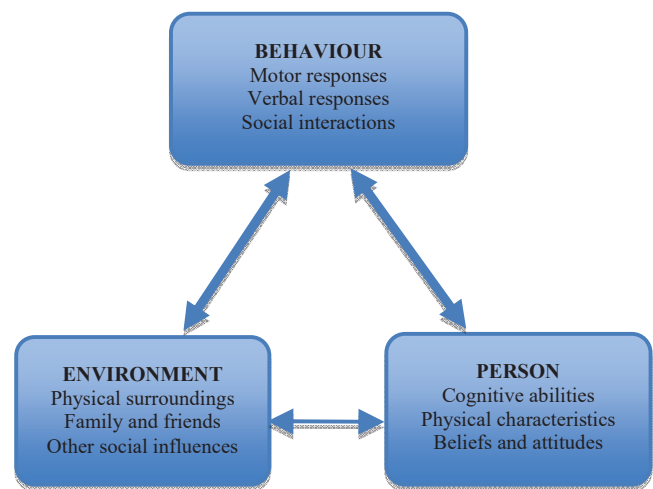 BEHAVIOUR
Motor responses
Verbal responses
Social interactions
ENVIRONMENT
Physical surroundings
Family and friends
Other social influences
PERSON
Cognitive abilities
Physical characteristics
Beliefs and attitudes